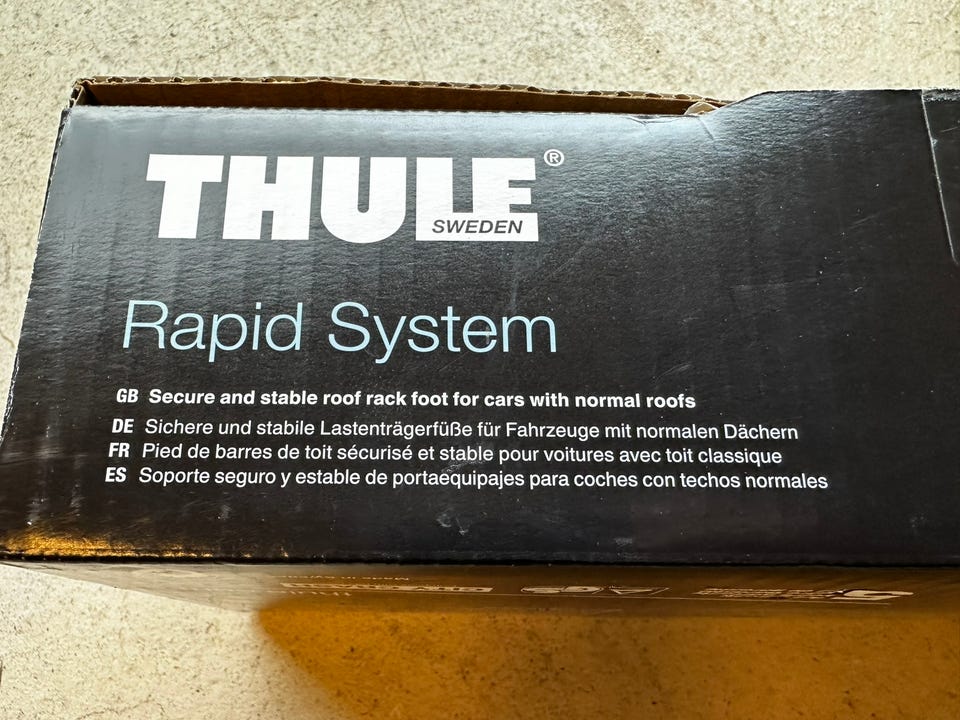 THULE®
SWEDEN
Rapid System
GB Secure and stable roof rack foot for cars with normal roofs
DE Sichere und stabile Lastenträgerfüße für Fahrzeuge mit normalen Dächern
FR Pied de barres de toit sécurisé et stable pour voitures avec toit classique
ES Soporte seguro y estable de portaequipajes para coches con techos normales